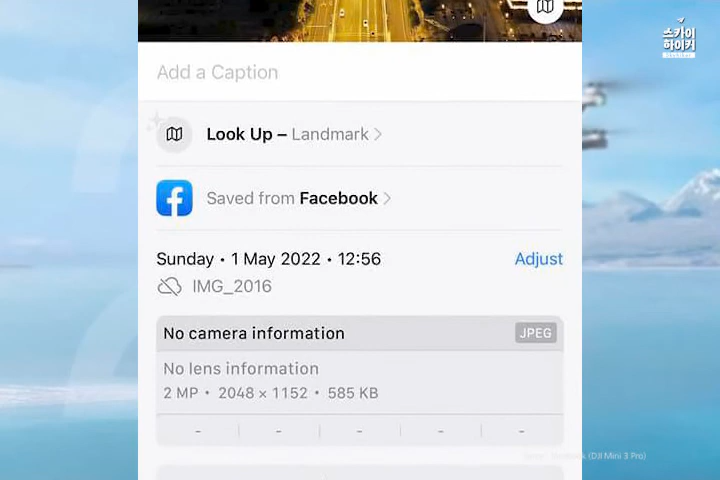 스카이
하이커
Add a Caption
Look Up – Landmark
Saved from Facebook
Sunday • 1 May 2022 • 12:56
Adjust
IMG_2016
No camera information
JPEG
No lens information
2 MP • 2048 × 1152 • 585 KB
- - - - -
(DJI Mini 3 Pro)